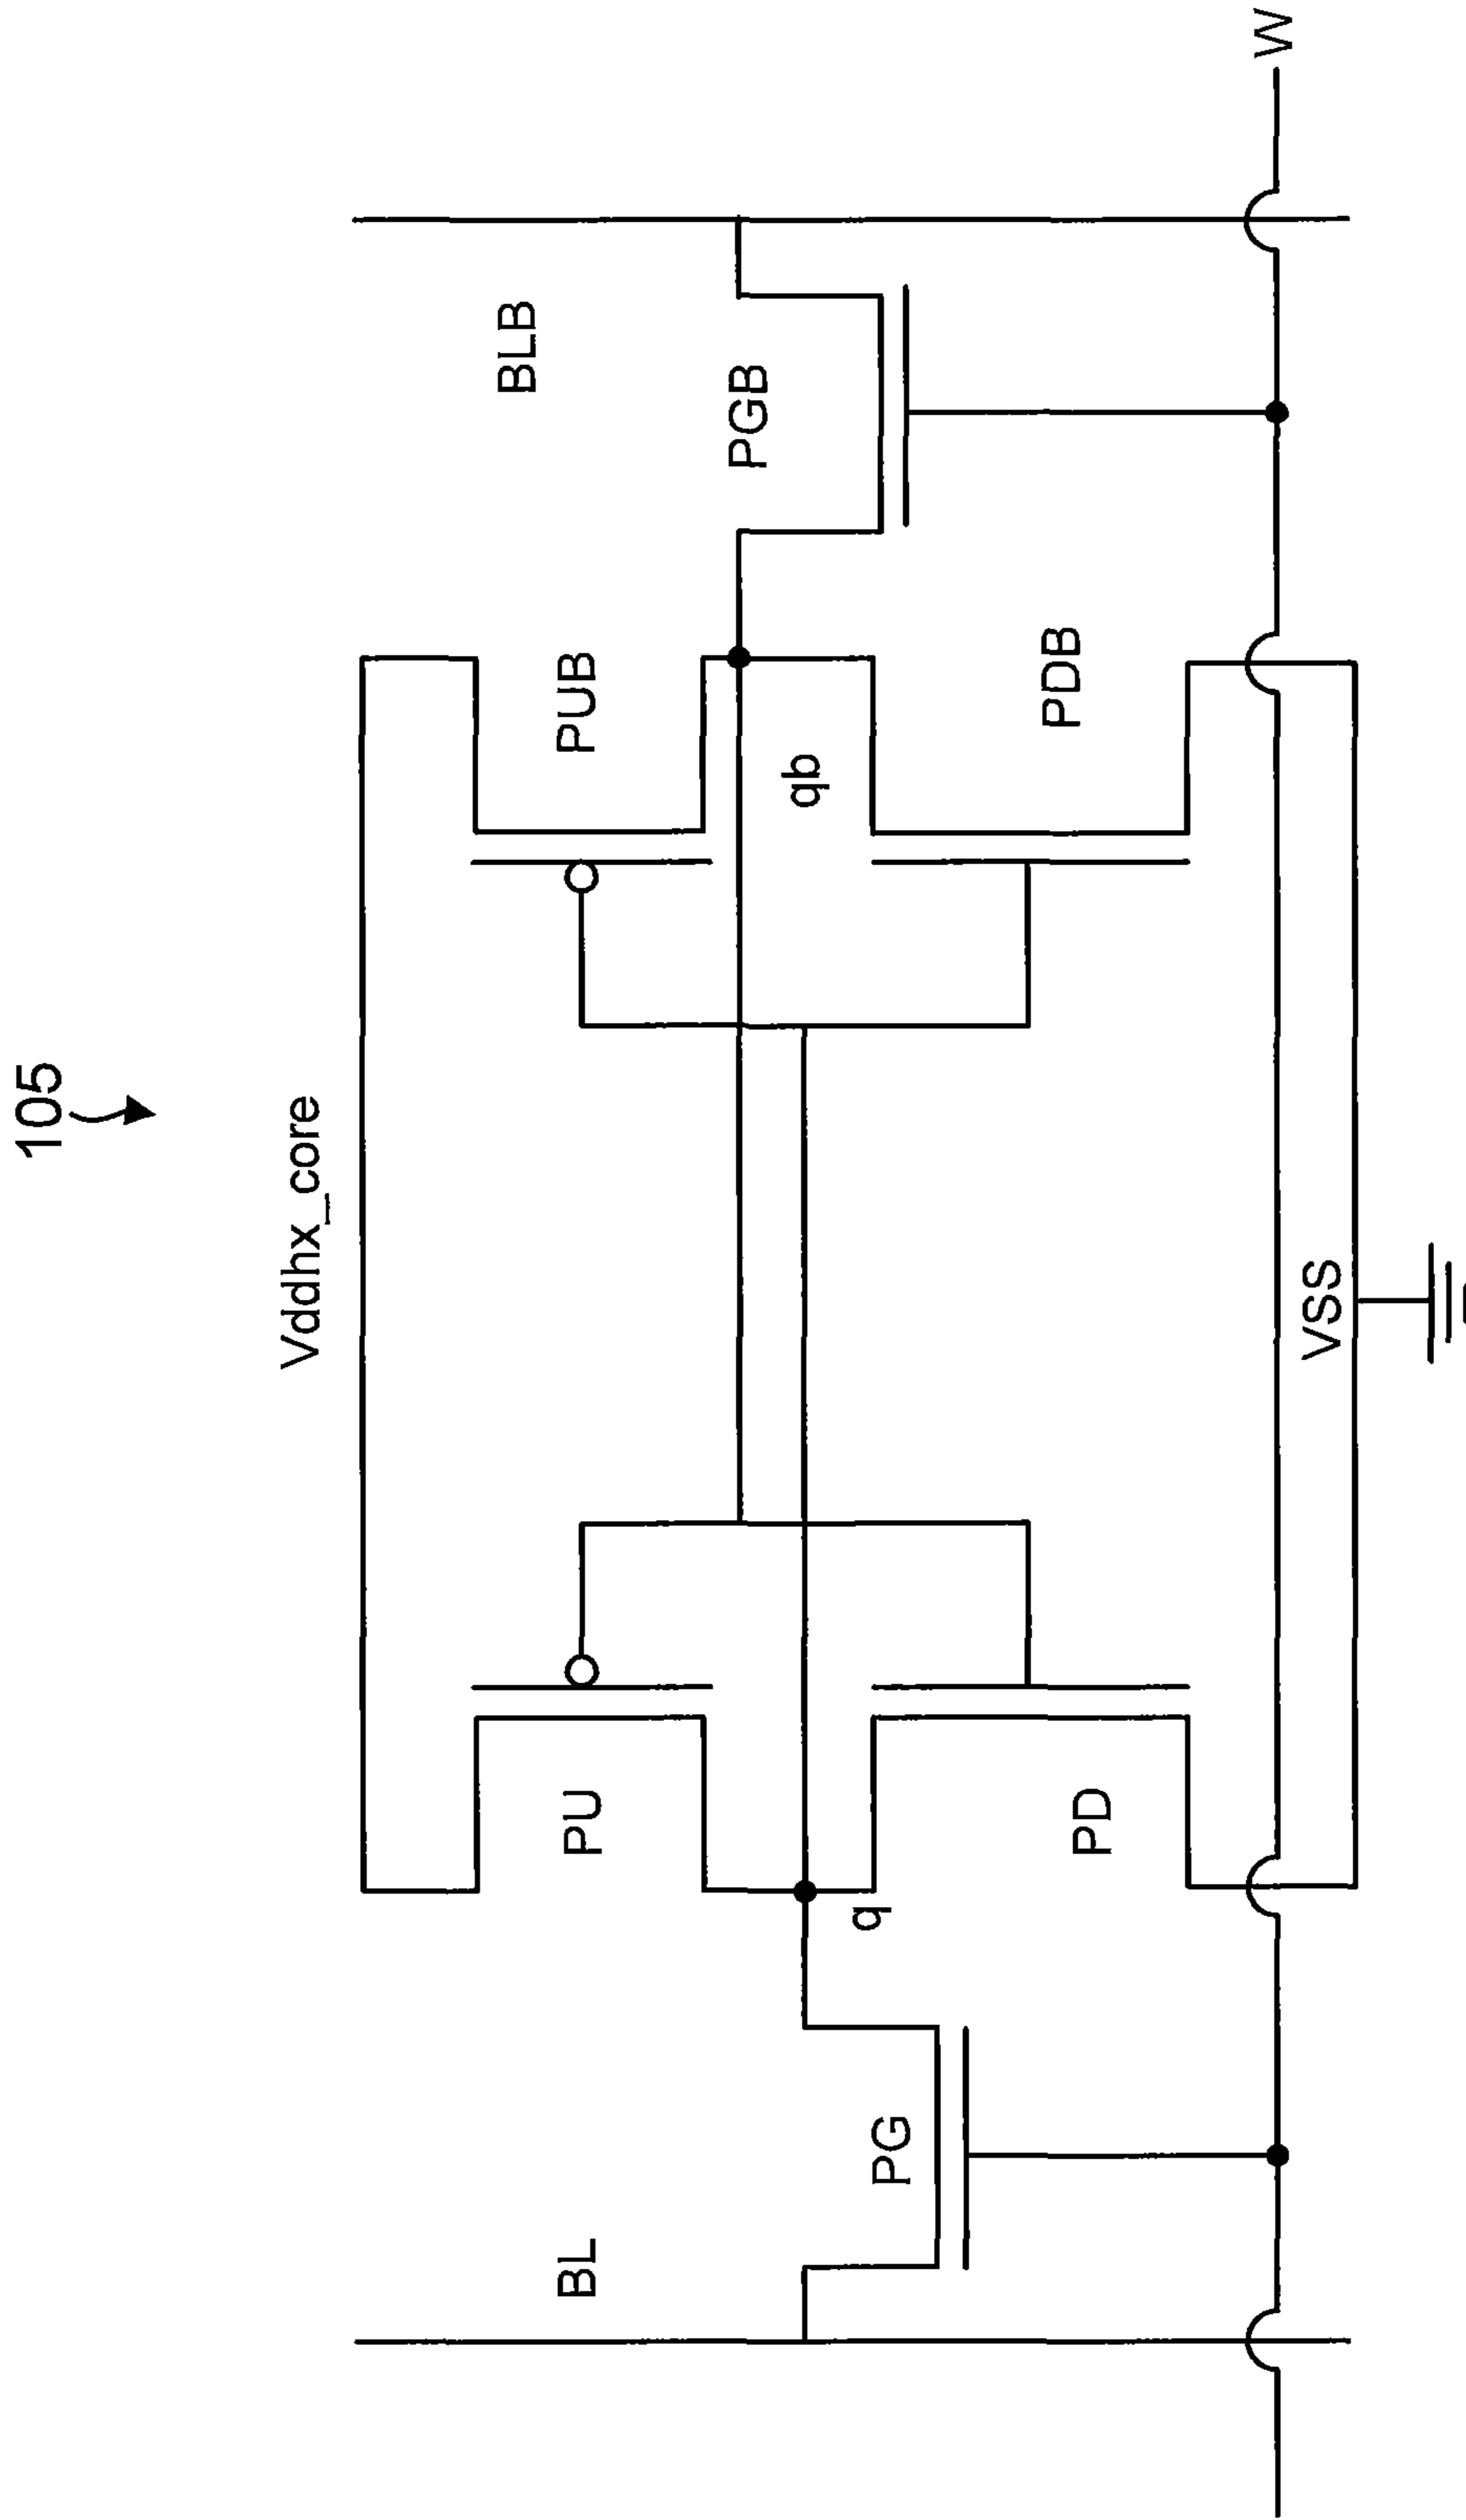 105
Vddhx_core
BL
BLB
PU
PUB
PGB
q
qb
PG
PD
PDB
W
VSS